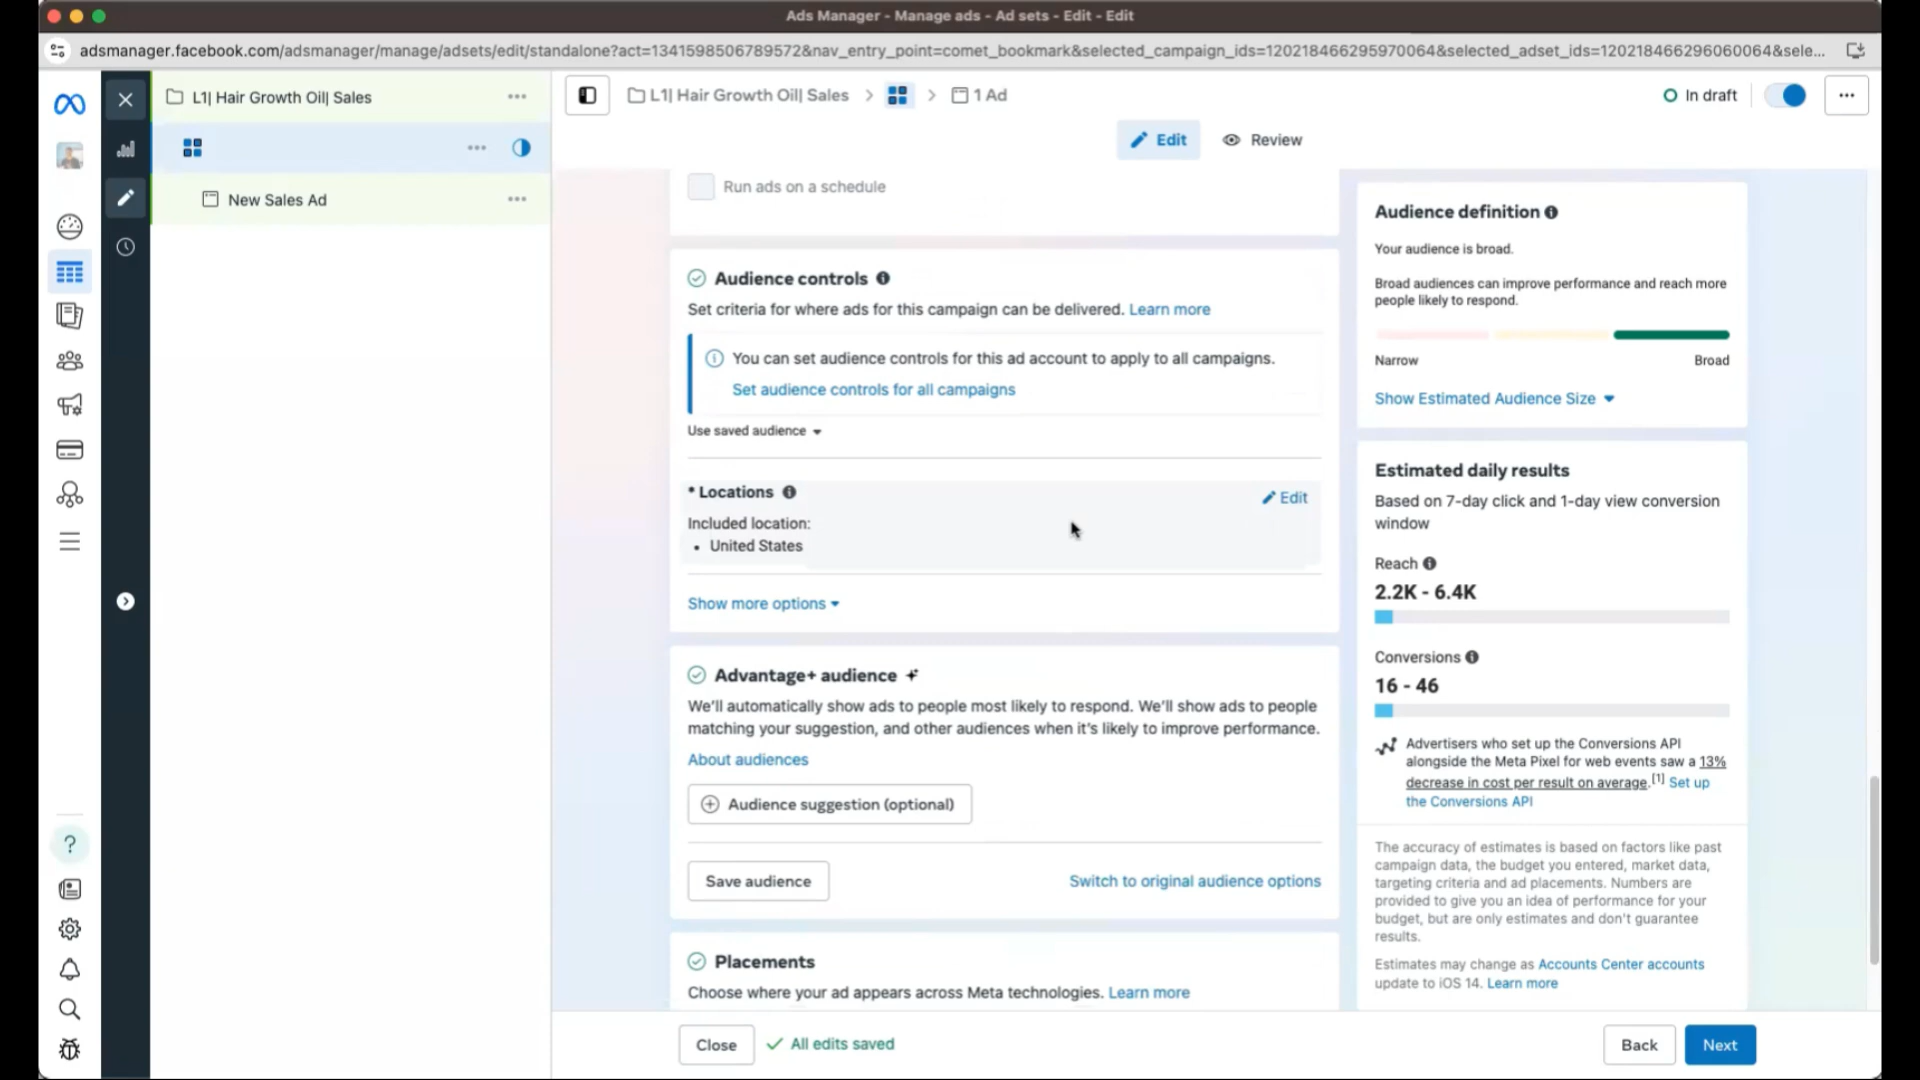 Ads Manager - Manage ads - Ad sets - Edit - Edit
adsmanager.facebook.com/adsmanager/manage/adsets/edit/standalone?act=1341598506789572&nav_entry_point=comet_bookmark&selected_campaign_ids=120218466295970064&selected_adset_ids=120218466296060064&sele...
L1| Hair Growth Oil| Sales
New Sales Ad
L1| Hair Growth Oil| Sales
1 Ad
In draft
Edit
Review
Run ads on a schedule
Audience controls
Set criteria for where ads for this campaign can be delivered. Learn more
You can set audience controls for this ad account to apply to all campaigns.
Set audience controls for all campaigns
Use saved audience
* Locations
Edit
Included location:
• United States
Show more options
Advantage+ audience
We'll automatically show ads to people most likely to respond. We'll show ads to people
matching your suggestion, and other audiences when it's likely to improve performance.
About audiences
Audience suggestion (optional)
Save audience
Switch to original audience options
Placements
Choose where your ad appears across Meta technologies. Learn more
Audience definition
Your audience is broad.
Broad audiences can improve performance and reach more
people likely to respond.
Narrow
Broad
Show Estimated Audience Size
Estimated daily results
Based on 7-day click and 1-day view conversion
window
Reach
2.2K - 6.4K
Conversions
16 - 46
Advertisers who set up the Conversions API
alongside the Meta Pixel for web events saw a 13%
decrease in cost per result on average.[1] Set up
the Conversions API
The accuracy of estimates is based on factors like past
campaign data, the budget you entered, market data,
targeting criteria and ad placements. Numbers are
provided to give you an idea of performance for your
budget, but are only estimates and don't guarantee
results.
Estimates may change as Accounts Center accounts
update to iOS 14. Learn more
Close
All edits saved
Back
Next